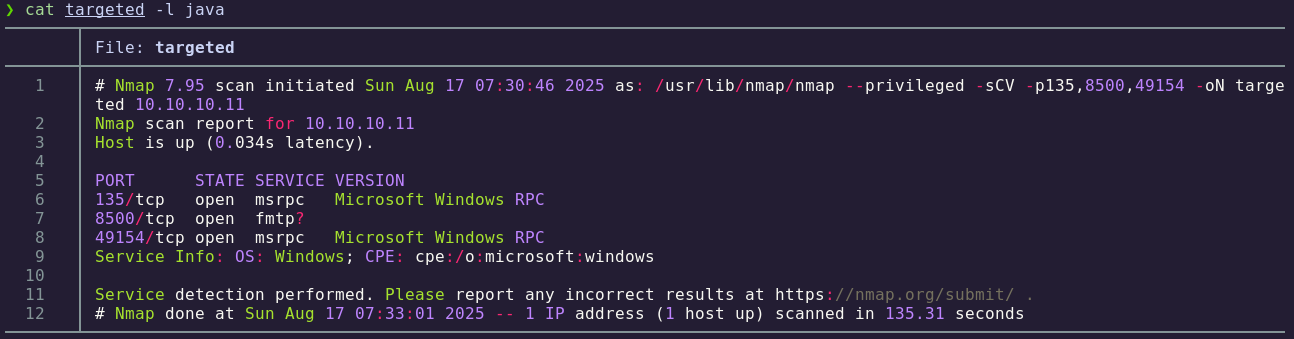 ❯ cat targeted -l java
File: targeted
1 # Nmap 7.95 scan initiated Sun Aug 17 07:30:46 2025 as: /usr/lib/nmap/nmap --privileged -sCV -p135,8500,49154 -oN targe
ted 10.10.10.11
2 Nmap scan report for 10.10.10.11
3 Host is up (0.034s latency).
4
5 PORT      STATE SERVICE VERSION
6 135/tcp   open  msrpc   Microsoft Windows RPC
7 8500/tcp  open  fmtp?
8 49154/tcp open  msrpc   Microsoft Windows RPC
9 Service Info: OS: Windows; CPE: cpe:/o:microsoft:windows
10
11 Service detection performed. Please report any incorrect results at https://nmap.org/submit/ .
12 # Nmap done at Sun Aug 17 07:33:01 2025 -- 1 IP address (1 host up) scanned in 135.31 seconds